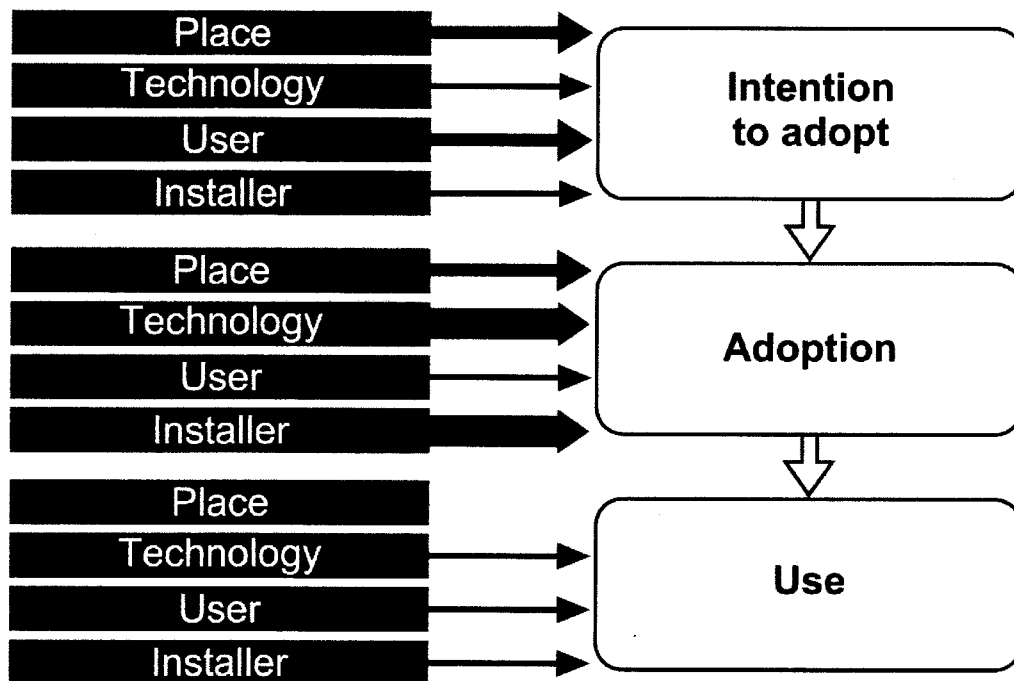 Place
Technology
User
Installer
Intention
to adopt
Place
Technology
User
Installer
Adoption
Place
Technology
User
Installer
Use